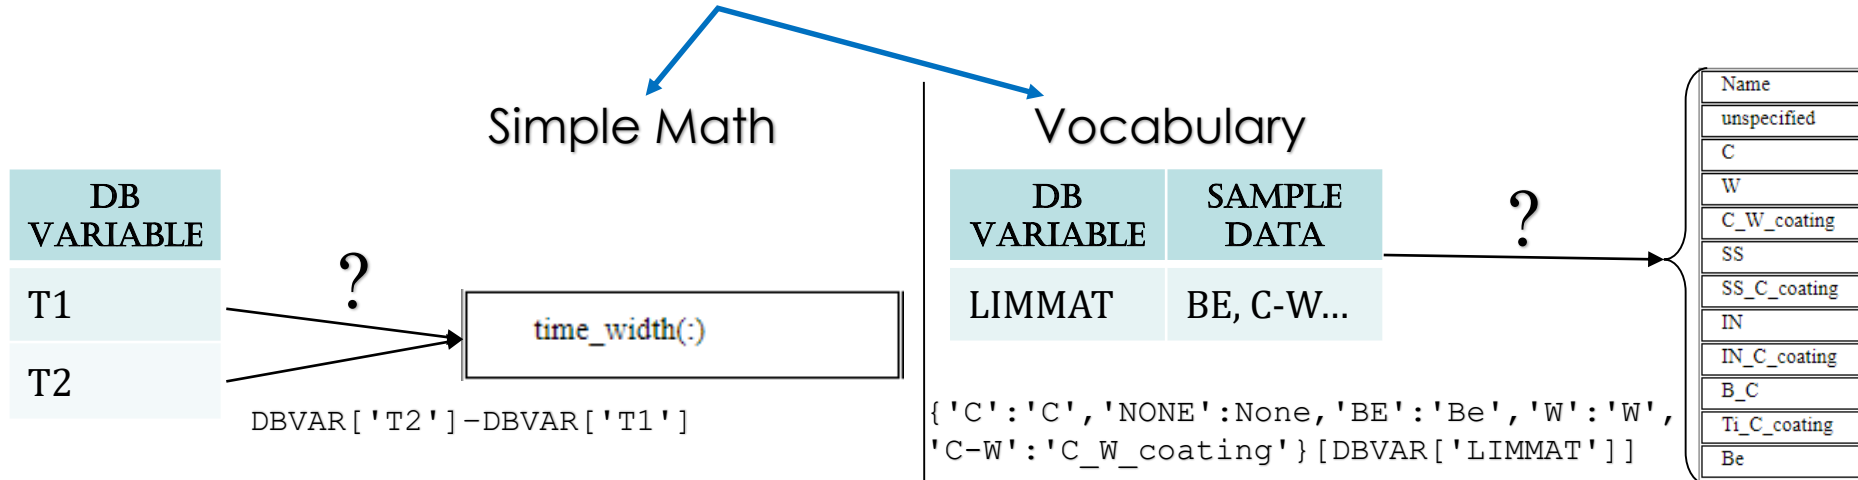 Simple Math
DB
VARIABLE
T1
T2
?
time_width(:)
DBVAR['T2']-DBVAR['T1']
Vocabulary
DB
VARIABLE
SAMPLE
DATA
LIMMAT
BE, C-W...
?
{'C':'C','NONE':None,'BE':'Be','W':'W',
'C-W':'C_W_coating'}[DBVAR['LIMMAT']]
Name
unspecified
C
W
C_W_coating
SS
SS_C_coating
IN
IN_C_coating
B_C
Ti_C_coating
Be